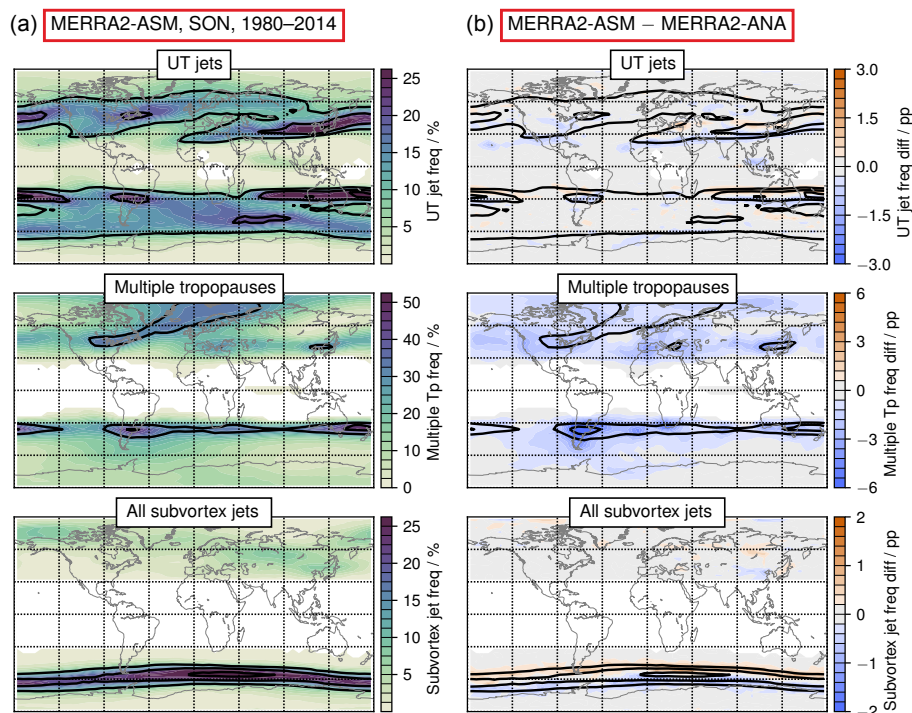 (a) MERRA2-ASM, SON, 1980–2014
(b) MERRA2-ASM – MERRA2-ANA
UT jets
25
20
15
10
5
UT jet freq / %
UT jets
3.0
1.5
0.0
−1.5
−3.0
UT jet freq diff / pp
Multiple tropopauses
50
40
30
20
10
0
Multiple Tp freq / %
Multiple tropopauses
6
3
0
−3
−6
Multiple Tp freq diff / pp
All subvortex jets
25
20
15
10
5
Subvortex jet freq / %
All subvortex jets
2
1
0
−1
−2
Subvortex jet freq diff / pp